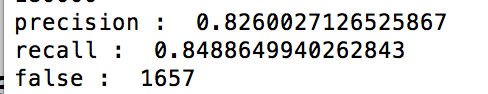 precision :  0.8260027126525867
recall :  0.8488649940262843
false :  1657